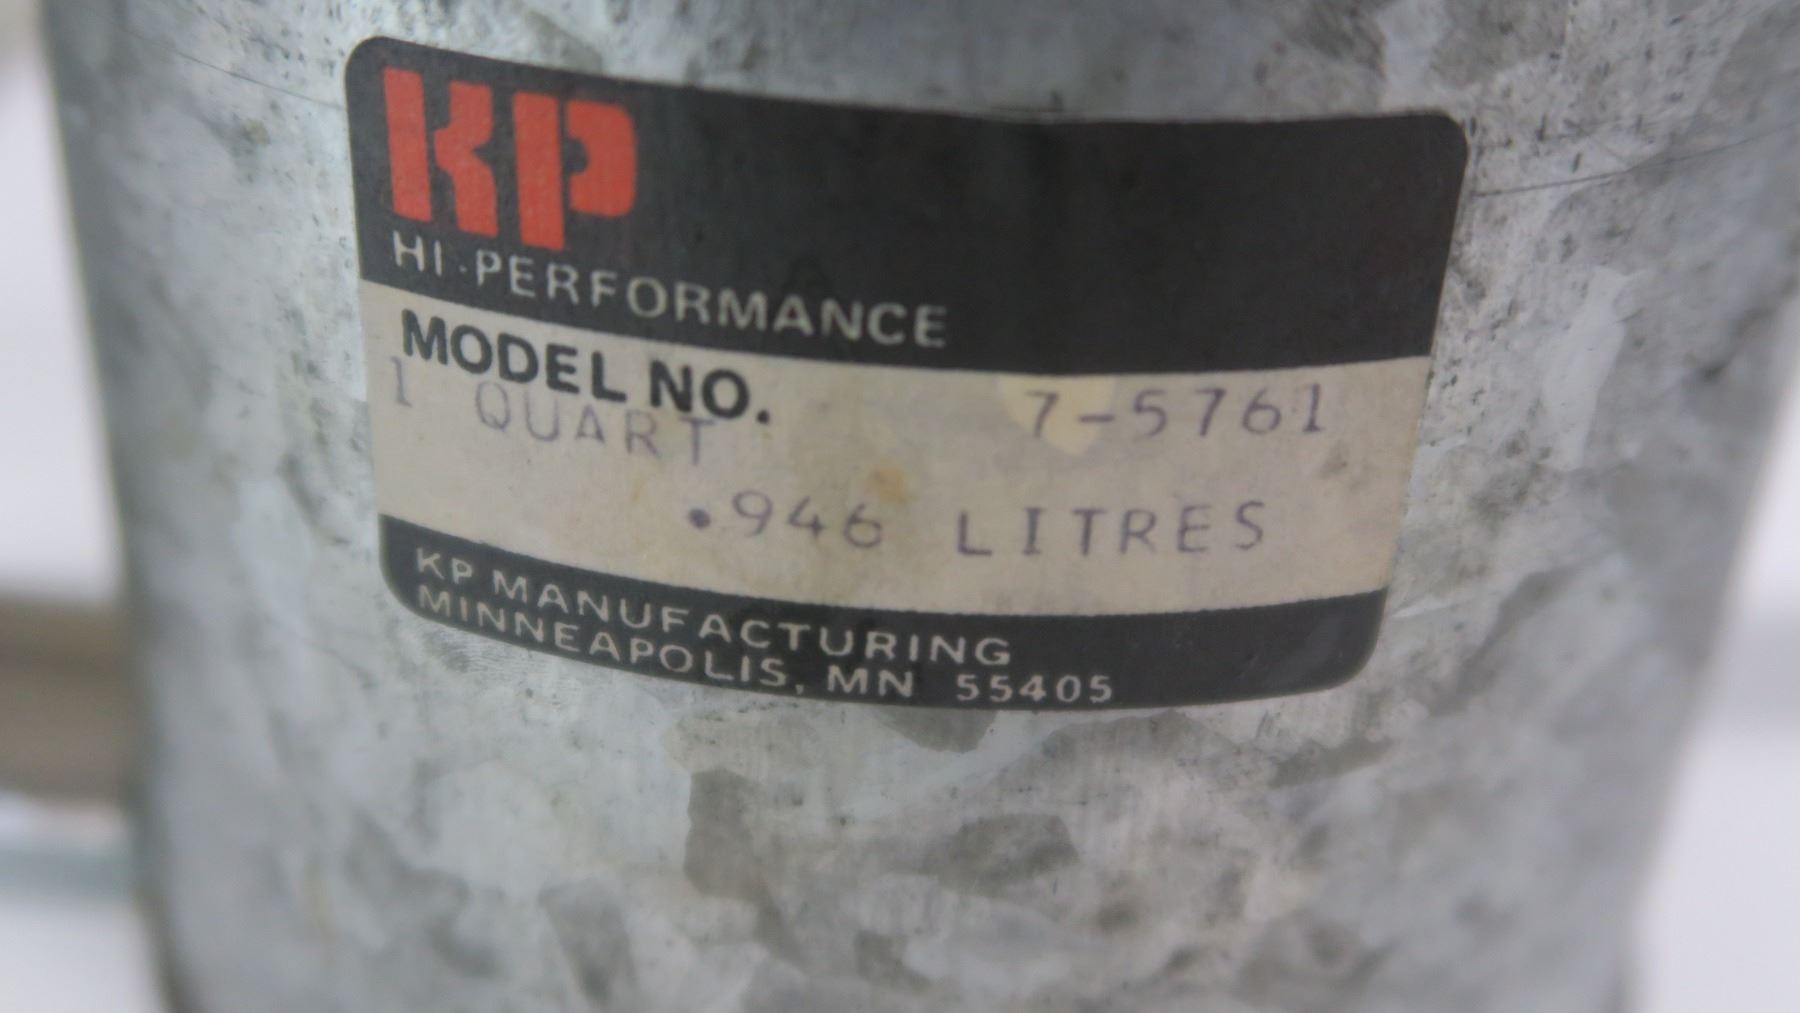 KP
HI-PERFORMANCE
MODEL NO. 7-5761
1 QUART
.946 LITRES
KP MANUFACTURING
MINNEAPOLIS, MN 55405